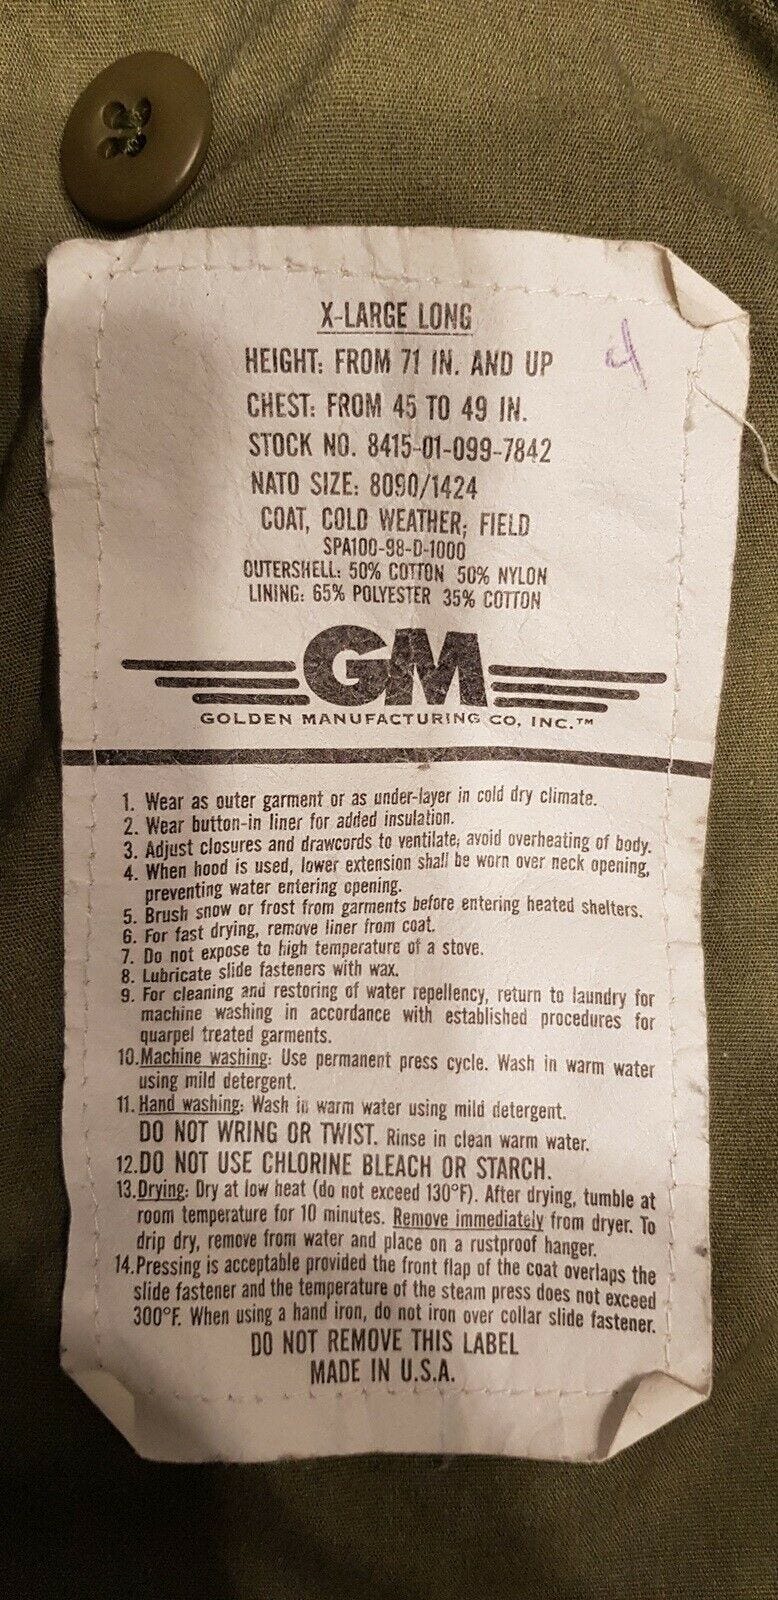 X-LARGE LONG
HEIGHT: FROM 71 IN. AND UP
CHEST: FROM 45 TO 49 IN.
STOCK NO. 8415-01-099-7842
NATO SIZE: 8090/1424
COAT, COLD WEATHER; FIELD
SPA100-98-D-1000
OUTERSHELL: 50% COTTON 50% NYLON
LINING: 65% POLYESTER 35% COTTON
GM
GOLDEN MANUFACTURING CO, INC.™
1. Wear as outer garment or as under-layer in cold dry climate.
2. Wear button-in liner for added insulation.
3. Adjust closures and drawcords to ventilate, avoid overheating of body.
4. When hood is used, lower extension shall be worn over neck opening,
preventing water entering opening.
5. Brush snow or frost from garments before entering heated shelters.
6. For fast drying, remove liner from coat.
7. Do not expose to high temperature of a stove.
8. Lubricate slide fasteners with wax.
9. For cleaning and restoring of water repellency, return to laundry for
machine washing in accordance with established procedures for
quarpel treated garments.
10.Machine washing: Use permanent press cycle. Wash in warm water
using mild detergent.
11. Hand washing: Wash in warm water using mild detergent.
DO NOT WRING OR TWIST. Rinse in clean warm water.
12.DO NOT USE CHLORINE BLEACH OR STARCH.
13.Drying: Dry at low heat (do not exceed 130°F). After drying, tumble at
room temperature for 10 minutes. Remove immediately from dryer. To
drip dry, remove from water and place on a rustproof hanger.
14.Pressing is acceptable provided the front flap of the coat overlaps the
slide fastener and the temperature of the steam press does not exceed
300°F. When using a hand iron, do not iron over collar slide fastener.
DO NOT REMOVE THIS LABEL
MADE IN U.S.A.